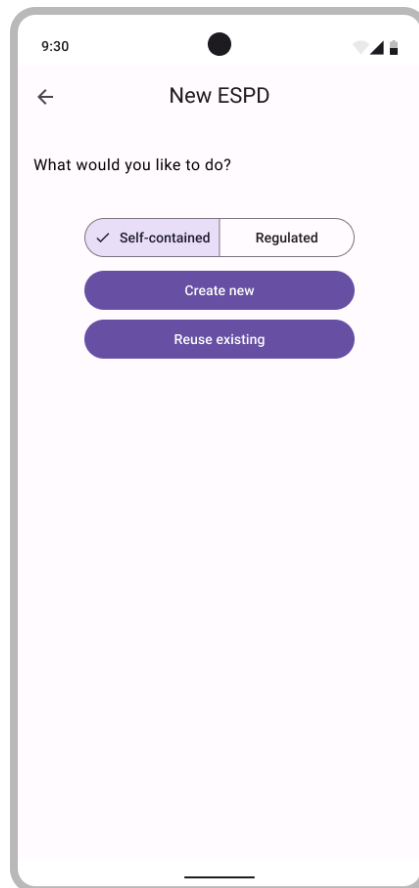 9:30
New ESPD
What would you like to do?
Self-contained Regulated
Create new
Reuse existing